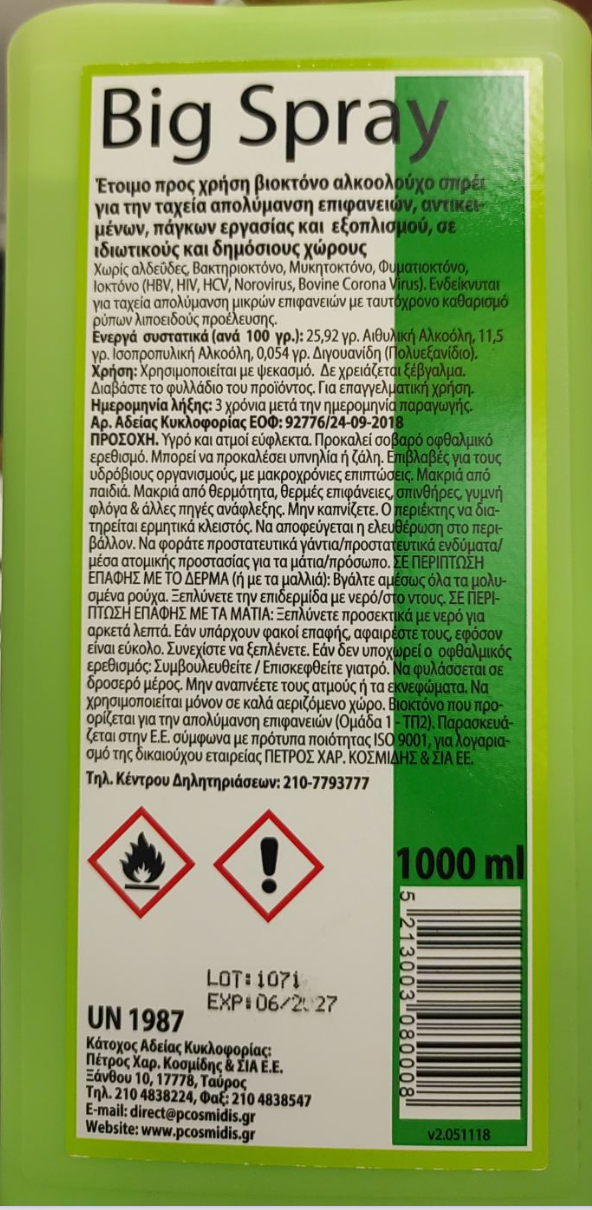 Big Spray
Έτοιμο προς χρήση βιοκτόνο αλκοολούχο σπρέι
για την ταχεία απολύμανση επιφανειών, αντικει-
μένων, πάγκων εργασίας και εξοπλισμού, σε
ιδιωτικούς και δημόσιους χώρους
Χωρίς αλδεΰδες, Βακτηριοκτόνο, Μυκητοκτόνο, Φυματιοκτόνο,
Ιοκτόνο (HBV, HIV, HCV, Norovirus, Bovine Corona Virus). Ενδείκνυται
για ταχεία απολύμανση μικρών επιφανειών με ταυτόχρονο καθαρισμό
ρύπων λιποειδούς προέλευσης.
Ενεργά συστατικά (ανά 100 γρ.): 25,92 γρ. Αιθυλική Αλκοόλη, 11,5
γρ. Ισοπροπυλική Αλκοόλη, 0,054 γρ. Διγουανίδη (Πολυεξανίδιο).
Χρήση: Χρησιμοποιείται με ψεκασμό. Δε χρειάζεται ξέβγαλμα.
Διαβάστε το φυλλάδιο του προϊόντος. Για επαγγελματική χρήση.
Ημερομηνία λήξης: 3 χρόνια μετά την ημερομηνία παραγωγής.
Αρ. Αδείας Κυκλοφορίας ΕΟΦ: 92776/24-09-2018
ΠΡΟΣΟΧΗ. Υγρό και ατμοί εύφλεκτα. Προκαλεί σοβαρό οφθαλμικό
ερεθισμό. Μπορεί να προκαλέσει υπνηλία ή ζάλη. Επιβλαβές για τους
υδρόβιους οργανισμούς, με μακροχρόνιες επιπτώσεις. Μακριά από
παιδιά. Μακριά από θερμότητα, θερμές επιφάνειες, σπινθήρες, γυμνή
φλόγα & άλλες πηγές ανάφλεξης. Μην καπνίζετε. Ο περιέκτης να δια-
τηρείται ερμητικά κλειστός. Να αποφεύγεται η ελευθέρωση στο περι-
βάλλον. Να φοράτε προστατευτικά γάντια/προστατευτικά ενδύματα/
μέσα ατομικής προστασίας για τα μάτια/πρόσωπο. ΣΕ ΠΕΡΙΠΤΩΣΗ
ΕΠΑΦΗΣ ΜΕ ΤΟ ΔΕΡΜΑ (ή με τα μαλλιά): Βγάλτε αμέσως όλα τα μολυ-
σμένα ρούχα. Ξεπλύνετε την επιδερμίδα με νερό/στο ντους. ΣΕ ΠΕΡΙ-
ΠΤΩΣΗ ΕΠΑΦΗΣ ΜΕ ΤΑ ΜΑΤΙΑ: Ξεπλύνετε προσεκτικά με νερό για
αρκετά λεπτά. Εάν υπάρχουν φακοί επαφής, αφαιρέστε τους, εφόσον
είναι εύκολο. Συνεχίστε να ξεπλένετε. Εάν δεν υποχωρεί ο οφθαλμικός
ερεθισμός: Συμβουλευθείτε / Επισκεφθείτε γιατρό. Να φυλάσσεται σε
δροσερό μέρος. Μην αναπνέετε τους ατμούς ή τα εκνεφώματα. Να
χρησιμοποιείται μόνον σε καλά αεριζόμενο χώρο. Βιοκτόνο που προ-
ορίζεται για την απολύμανση επιφανειών (Ομάδα 1 - ΤΠ2). Παρασκευά-
ζεται στην Ε.Ε. σύμφωνα με πρότυπα ποιότητας ISO 9001, για λογαρια-
σμό της δικαιούχου εταιρείας ΠΕΤΡΟΣ ΧΑΡ. ΚΟΣΜΙΔΗΣ & ΣΙΑ ΕΕ.
Τηλ. Κέντρου Δηλητηριάσεων: 210-7793777
1000 ml
LOT: 1071
EXP: 06/2027
UN 1987
Κάτοχος Αδείας Κυκλοφορίας:
Πέτρος Χαρ. Κοσμίδης & ΣΙΑ Ε.Ε.
Ξάνθου 10, 17778, Ταύρος
Τηλ. 210 4838224, Φαξ: 210 4838547
E-mail: direct@pcosmidis.gr
Website: www.pcosmidis.gr
5 213003 080008
v2.051118